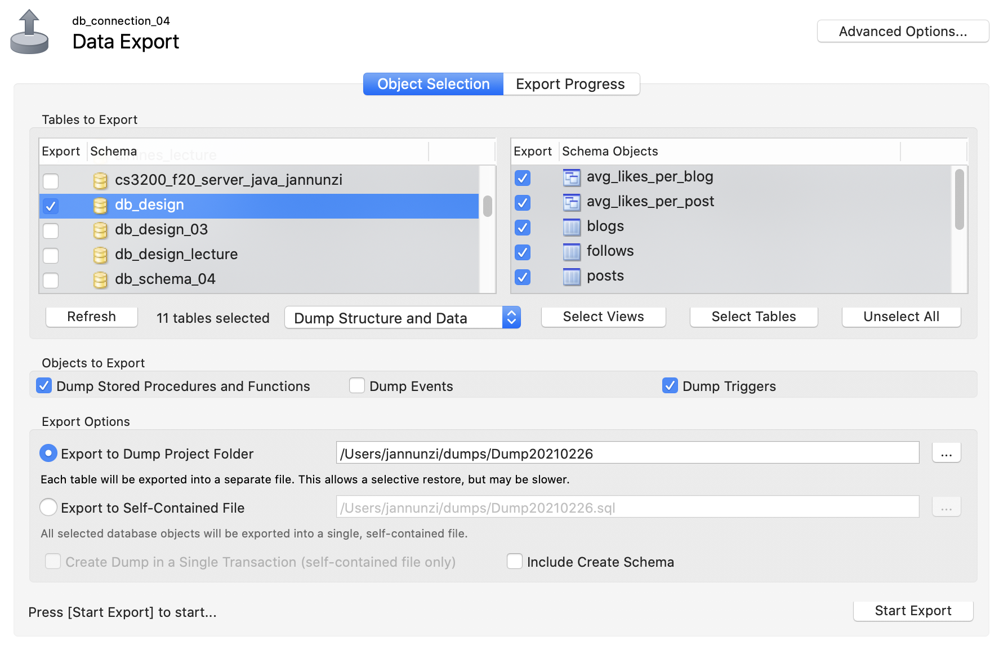 db_connection_04
Data Export
Advanced Options...
Object Selection
Export Progress
Tables to Export
Export Schema
cs3200_f20_server_java_jannunzi
db_design
db_design_03
db_design_lecture
db_schema_04
Export Schema Objects
avg_likes_per_blog
avg_likes_per_post
blogs
follows
posts
Refresh
11 tables selected
Dump Structure and Data
Select Views
Select Tables
Unselect All
Objects to Export
Dump Stored Procedures and Functions
Dump Events
Dump Triggers
Export Options
Export to Dump Project Folder
/Users/jannunzi/dumps/Dump20210226
...
Each table will be exported into a separate file. This allows a selective restore, but may be slower.
Export to Self-Contained File
/Users/jannunzi/dumps/Dump20210226.sql
...
All selected database objects will be exported into a single, self-contained file.
Create Dump in a Single Transaction (self-contained file only)
Include Create Schema
Press [Start Export] to start...
Start Export